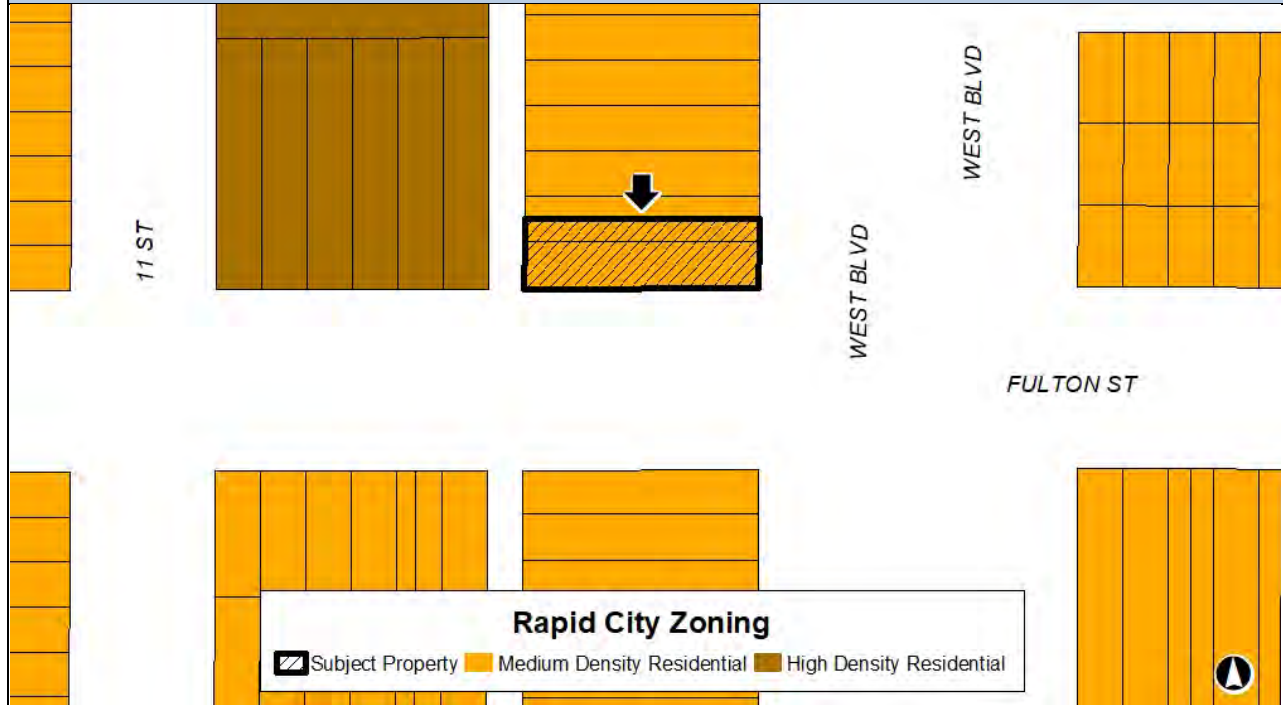 WEST BLVD
11 ST
WEST BLVD
FULTON ST
Rapid City Zoning
Subject Property Medium Density Residential High Density Residential